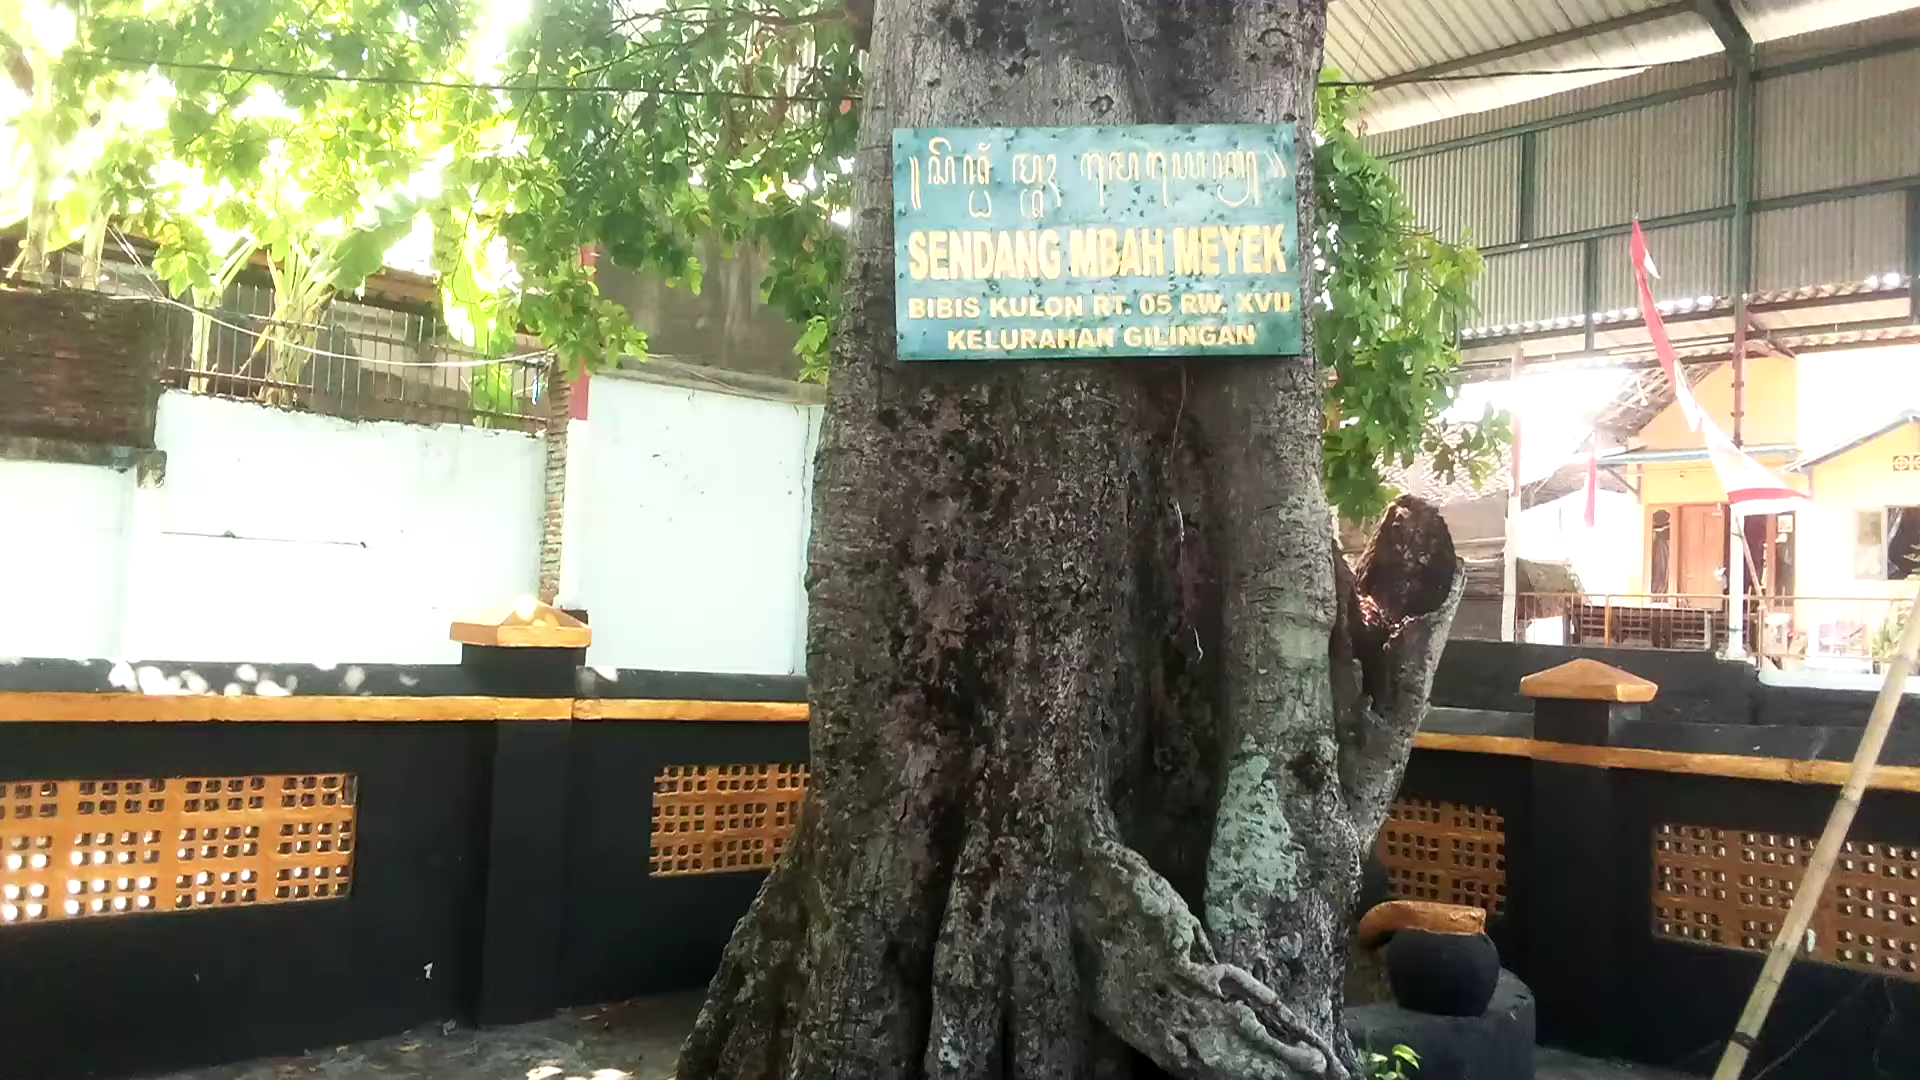 SENDANG MBAH MEYEK
BIBIS KULON RT. 05 RW. XVII
KELURAHAN GILINGAN